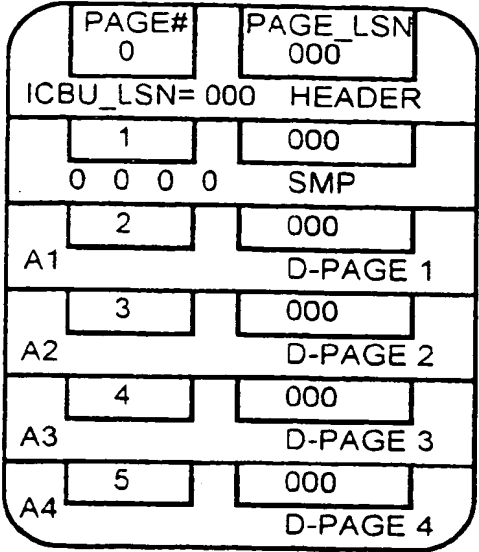 PAGE# PAGE_LSN
0 000
ICBU_LSN= 000 HEADER
1 000
0 0 0 0 SMP
2 000
A1 D-PAGE 1
3 000
A2 D-PAGE 2
4 000
A3 D-PAGE 3
5 000
A4 D-PAGE 4